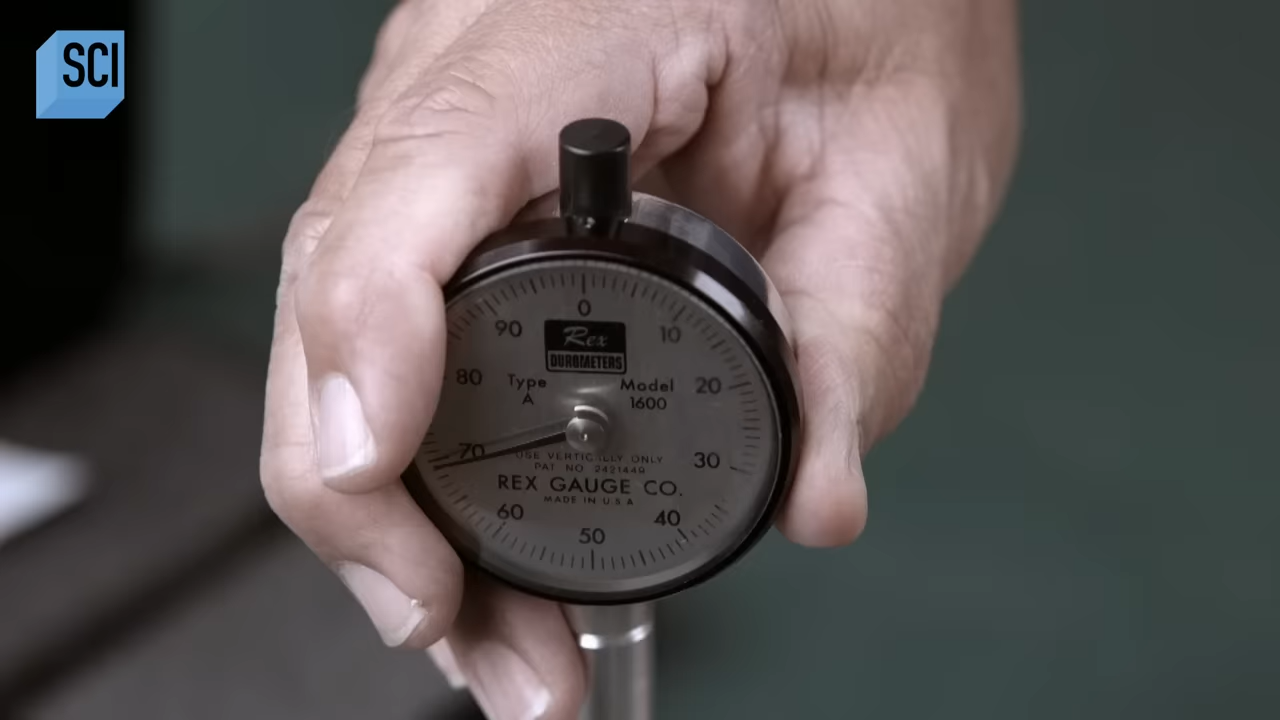 SCI
0
90
10
Rex
DUROMETERS
80
Type
A
Model
1600
20
70
30
USE VERTICALLY ONLY
PAT. NO. 2421449
REX GAUGE CO.
MADE IN U.S.A
60
40
50